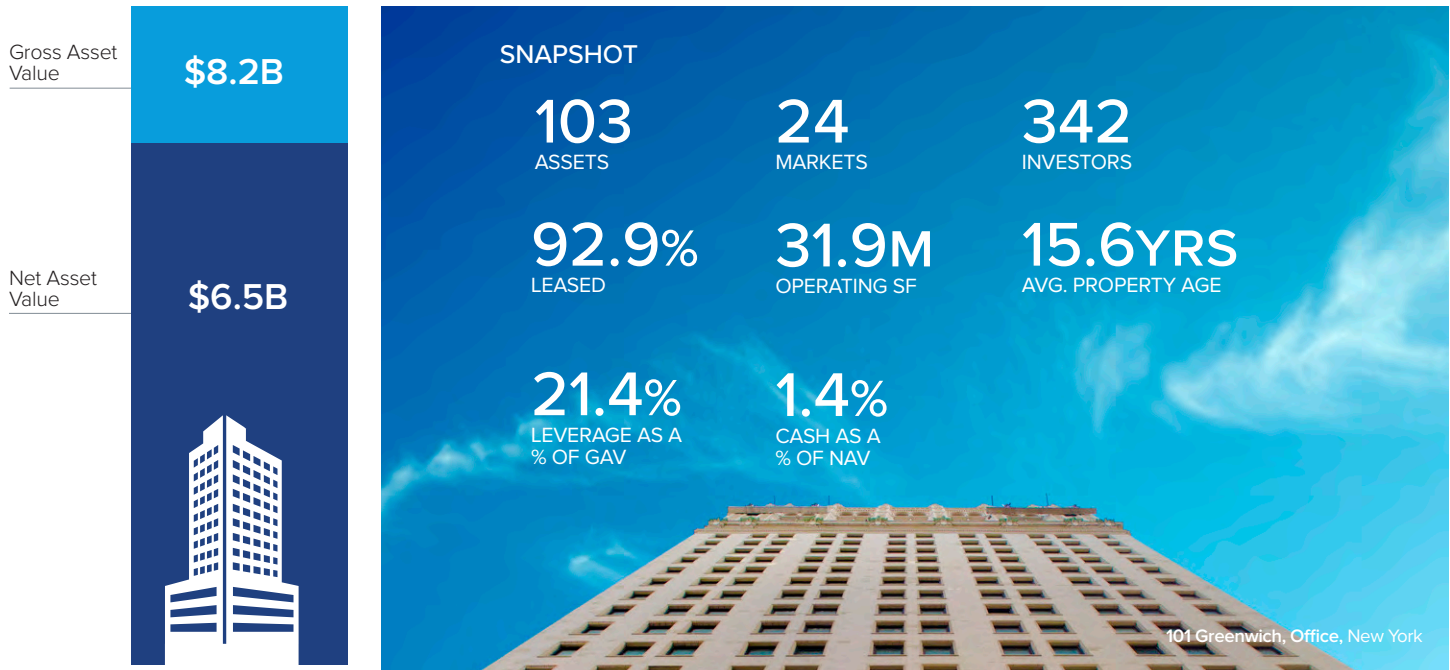 Gross Asset
Value
$8.2B
Net Asset
Value
$6.5B
SNAPSHOT
103
ASSETS
24
MARKETS
342
INVESTORS
92.9%
LEASED
31.9M
OPERATING SF
15.6YRS
AVG. PROPERTY AGE
21.4%
LEVERAGE AS A
% OF GAV
1.4%
CASH AS A
% OF NAV
101 Greenwich, Office, New York